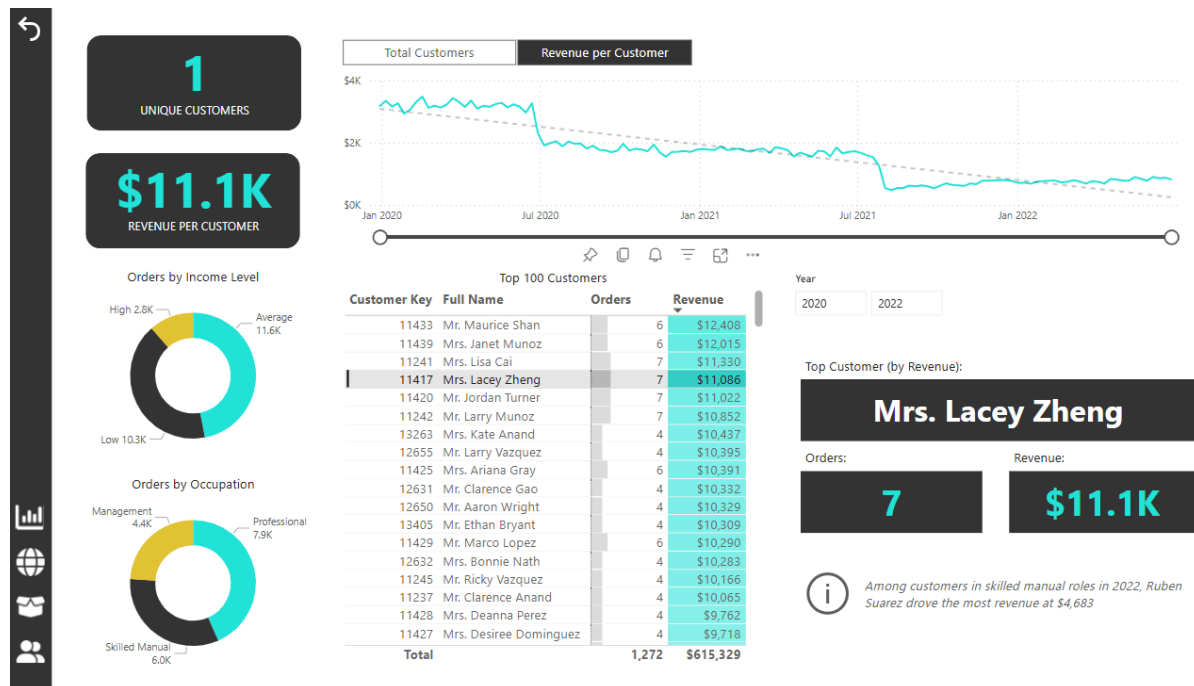 1
UNIQUE CUSTOMERS
$11.1K
REVENUE PER CUSTOMER
Total Customers Revenue per Customer
$4K
$2K
$0K
Jan 2020 Jul 2020 Jan 2021 Jul 2021 Jan 2022
Orders by Income Level
High 2.8K
Average
11.6K
Low 10.3K
Orders by Occupation
Management
4.4K
Professional
7.9K
Skilled Manual
6.0K
Top 100 Customers
Customer Key Full Name Orders Revenue
11433 Mr. Maurice Shan 6 $12,408
11439 Mrs. Janet Munoz 6 $12,015
11241 Mrs. Lisa Cai 7 $11,330
11417 Mrs. Lacey Zheng 7 $11,086
11420 Mr. Jordan Turner 7 $11,022
11242 Mr. Larry Munoz 7 $10,852
13263 Mrs. Kate Anand 4 $10,437
12655 Mr. Larry Vazquez 4 $10,395
11425 Mrs. Ariana Gray 6 $10,391
12631 Mr. Clarence Gao 4 $10,332
12650 Mr. Aaron Wright 4 $10,329
13405 Mr. Ethan Bryant 4 $10,309
11429 Mr. Marco Lopez 6 $10,290
12632 Mrs. Bonnie Nath 4 $10,283
11245 Mr. Ricky Vazquez 4 $10,166
11237 Mr. Clarence Anand 4 $10,065
11428 Mrs. Deanna Perez 4 $9,762
11427 Mrs. Desiree Dominguez 4 $9,718
Total 1,272 $615,329
Year
2020 2022
Top Customer (by Revenue):
Mrs. Lacey Zheng
Orders: Revenue:
7 $11.1K
Among customers in skilled manual roles in 2022, Ruben
Suarez drove the most revenue at $4,683